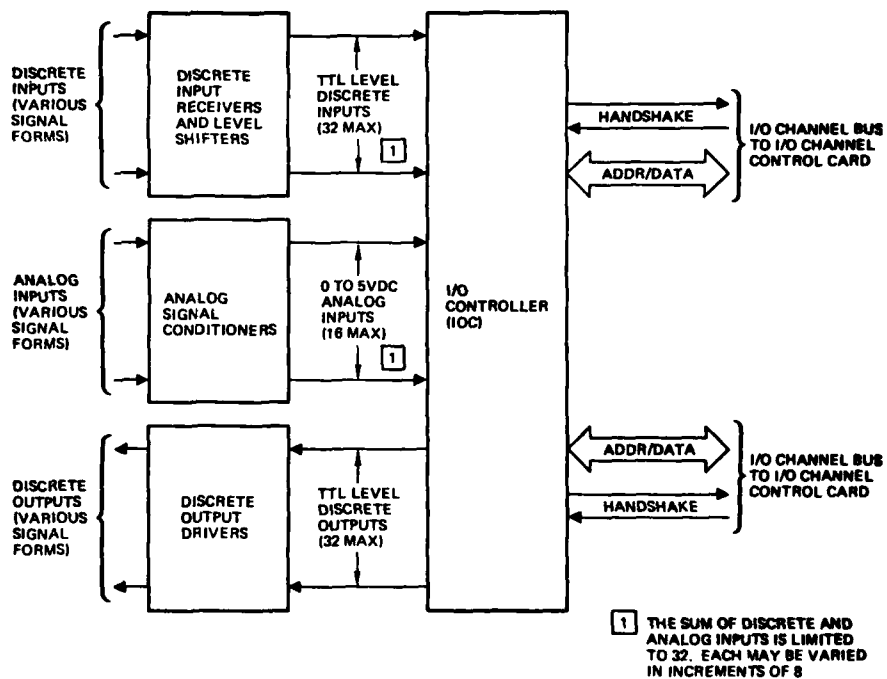 DISCRETE
INPUTS
(VARIOUS
SIGNAL
FORMS)
DISCRETE
INPUT
RECEIVERS
AND LEVEL
SHIFTERS
TTL LEVEL
DISCRETE
INPUTS
(32 MAX)
1
HANDSHAKE
ADDR/DATA
I/O CHANNEL BUS
TO I/O CHANNEL
CONTROL CARD
ANALOG
INPUTS
(VARIOUS
SIGNAL
FORMS)
ANALOG
SIGNAL
CONDITIONERS
0 TO 5VDC
ANALOG
INPUTS
(16 MAX)
1
I/O
CONTROLLER
(IOC)
DISCRETE
OUTPUTS
(VARIOUS
SIGNAL
FORMS)
DISCRETE
OUTPUT
DRIVERS
TTL LEVEL
DISCRETE
OUTPUTS
(32 MAX)
ADDR/DATA
HANDSHAKE
I/O CHANNEL BUS
TO I/O CHANNEL
CONTROL CARD
1 THE SUM OF DISCRETE AND
ANALOG INPUTS IS LIMITED
TO 32. EACH MAY BE VARIED
IN INCREMENTS OF 8